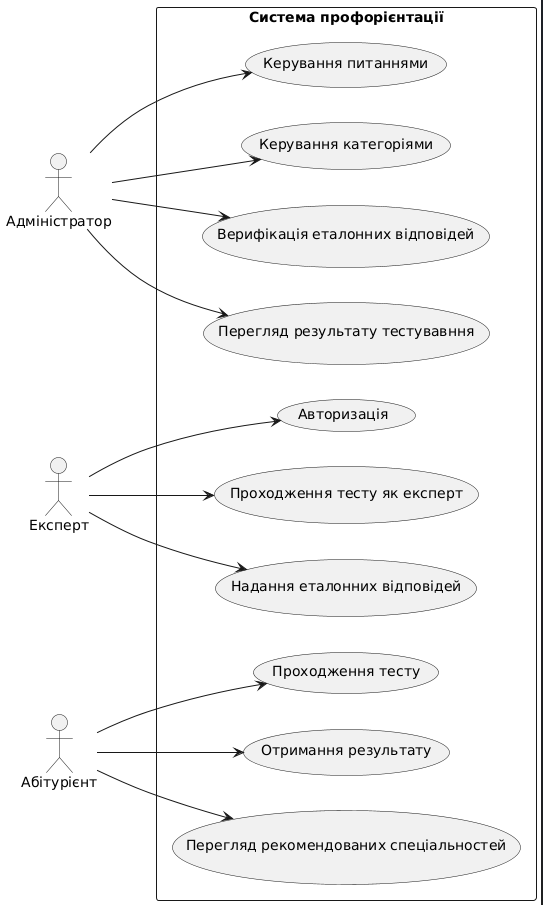 Система профорієнтації
Керування питаннями
Керування категоріями
Адміністратор
Верифікація еталонних відповідей
Перегляд результату тестувавння
Авторизація
Проходження тесту як експерт
Експерт
Надання еталонних відповідей
Проходження тесту
Отримання результату
Абітурієнт
Перегляд рекомендованих спеціальностей